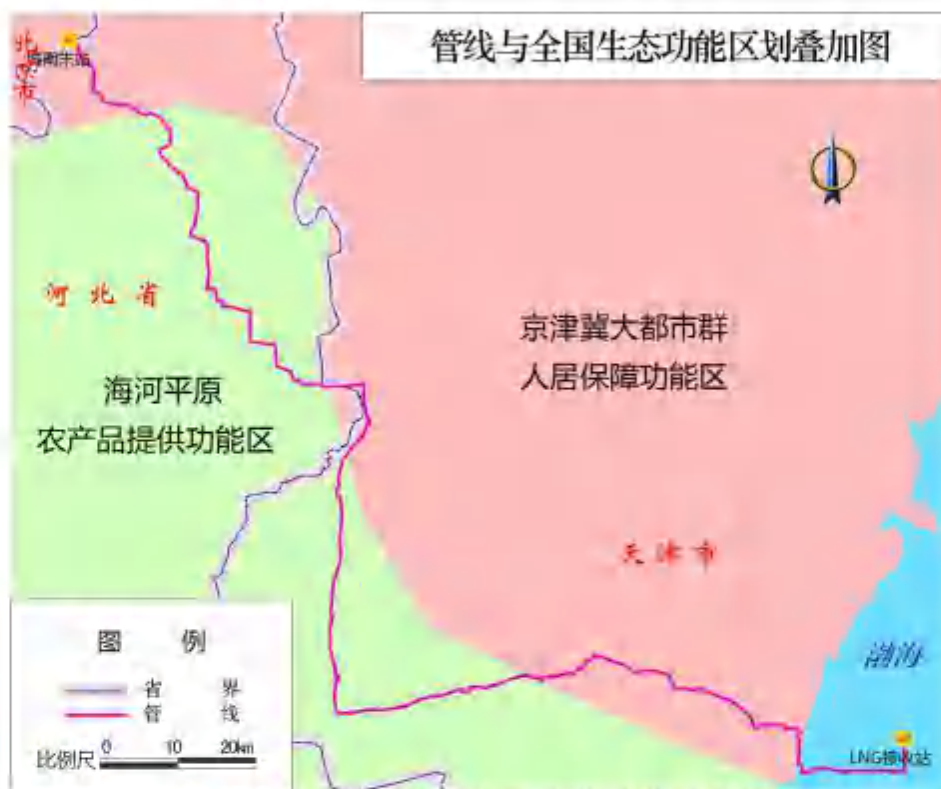 管线与全国生态功能区划叠加图
北京市
河北省
京津冀大都市群
人居保障功能区
海河平原
农产品提供功能区
天津市
渤海
图 例
省 界
管 线
比例尺 0 10 20km
LNG接收站